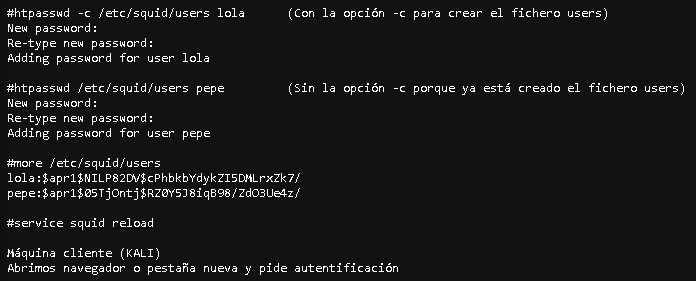 #htpasswd -c /etc/squid/users lola (Con la opción -c para crear el fichero users)
New password:
Re-type new password:
Adding password for user lola
#htpasswd /etc/squid/users pepe (Sin la opción -c porque ya está creado el fichero users)
New password:
Re-type new password:
Adding password for user pepe
#more /etc/squid/users
lola:$apr1$NILP82DV$cPhbkbYdykZI5DMLrxZk7/
pepe:$apr1$05TjOntj$RZ0Y5J8iqB98/ZdO3Ue4z/
#service squid reload
Máquina cliente (KALI)
Abrimos navegador o pestaña nueva y pide autentificación